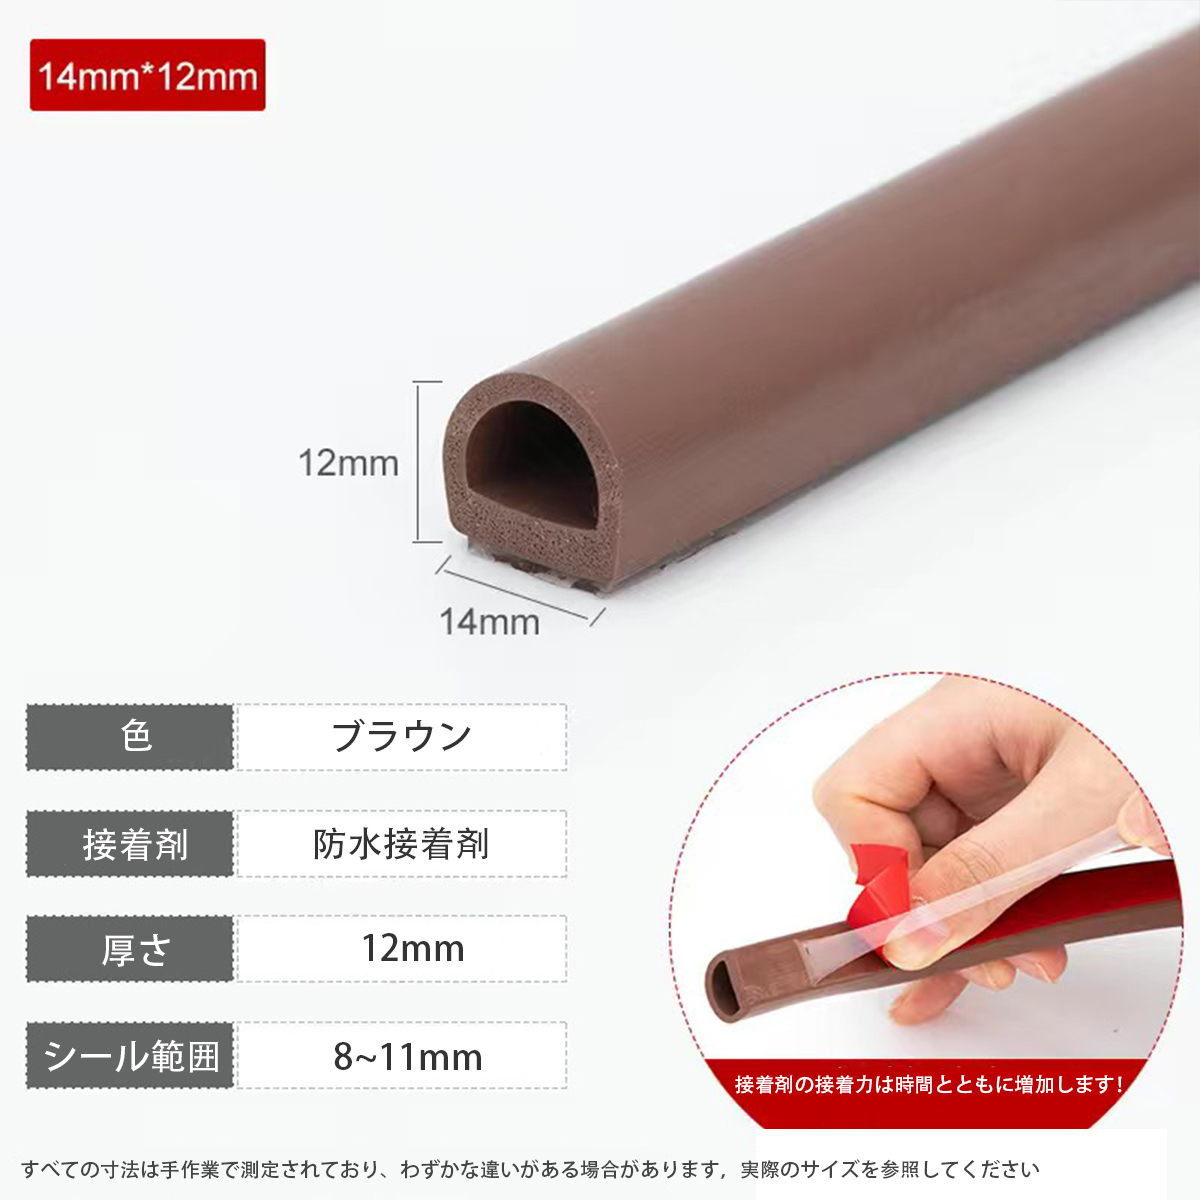 14mm*12mm
12mm
14mm
色 ブラウン
接着剤 防水接着剤
厚さ 12mm
シール範囲 8~11mm
接着剤の接着力は時間とともに増加します!
すべての寸法は手作業で測定されており、わずかな違いがある場合があります，実際のサイズを参照してください